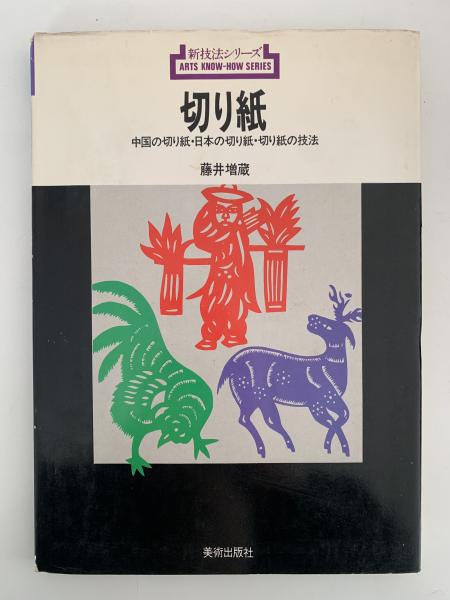 新技法シリーズ
ARTS KNOW-HOW SERIES
切り紙
中国の切り紙・日本の切り紙・切り紙の技法
藤井増蔵
美術出版社